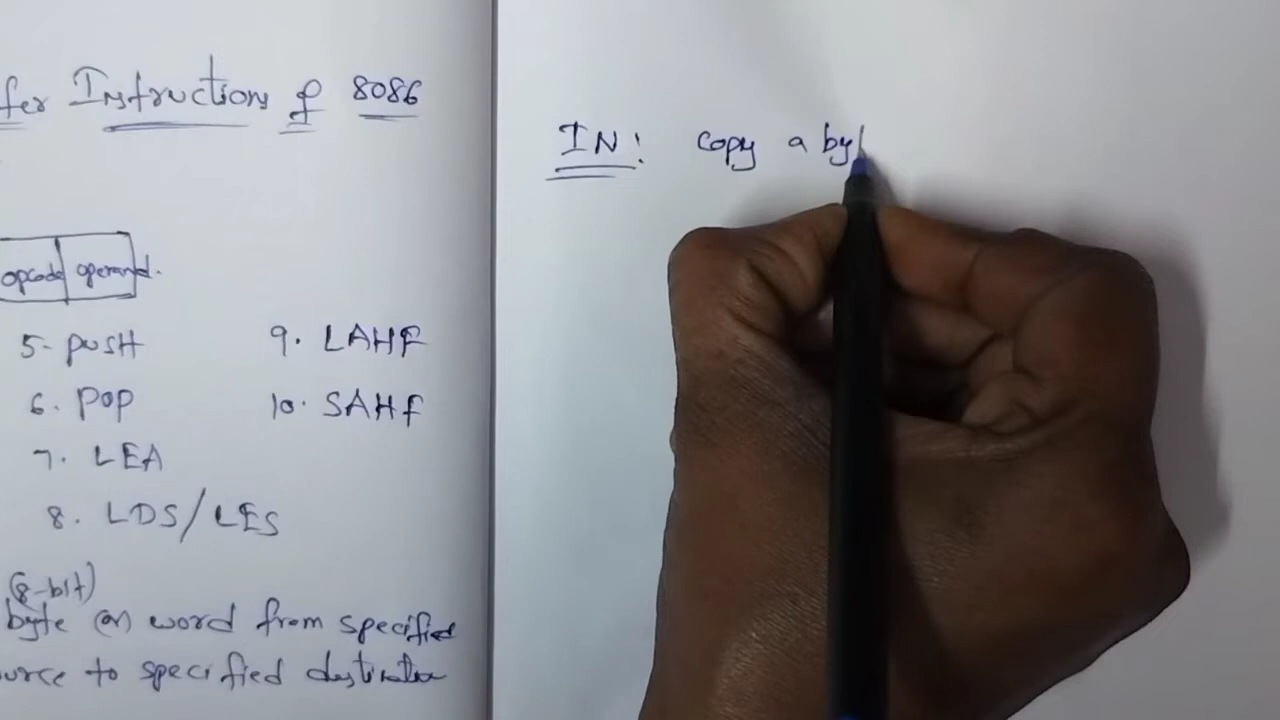 fer Instructions of 8086
opcode operand.
5. PUSH
6. POP
7. LEA
8. LDS/LES
9. LAHF
10. SAHF
(8-bit)
byte (or) word from specified
urce to specified destination
IN: copy a by